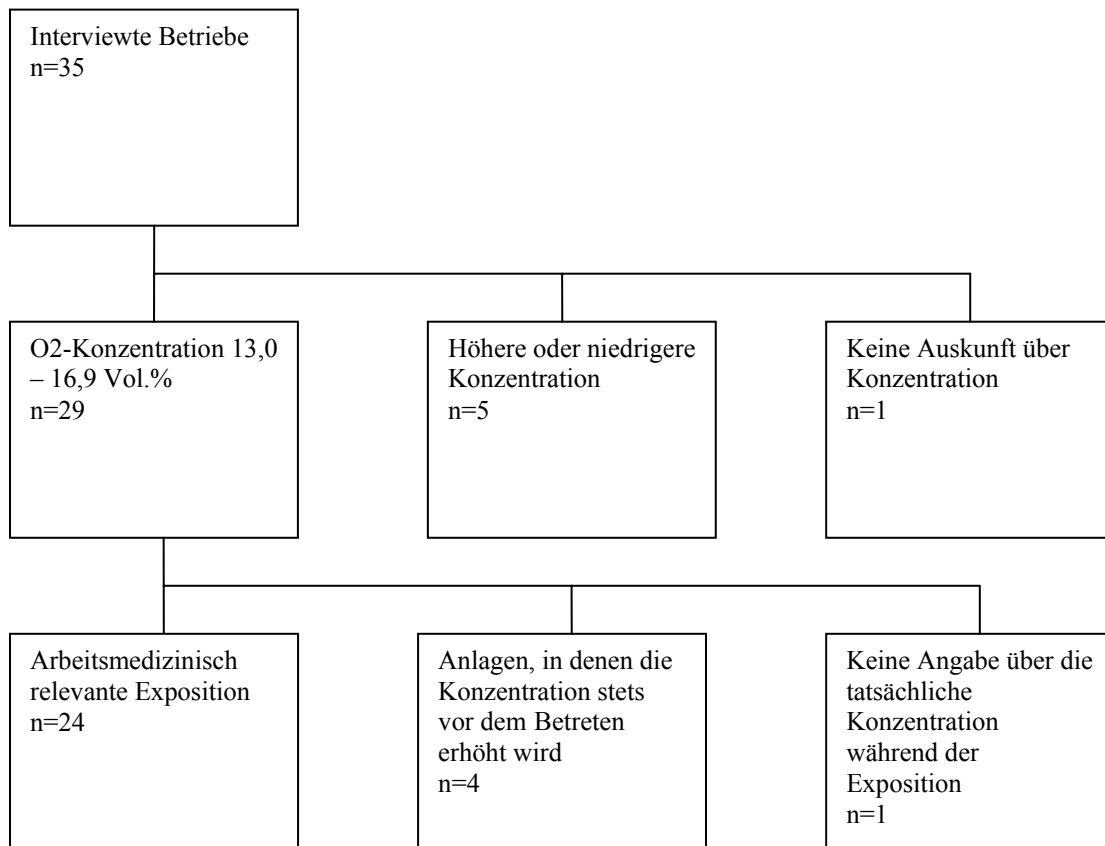 Interviewte Betriebe
n=35
O2-Konzentration 13,0
– 16,9 Vol.%
n=29
Höhere oder niedrigere
Konzentration
n=5
Keine Auskunft über
Konzentration
n=1
Arbeitsmedizinisch
relevante Exposition
n=24
Anlagen, in denen die
Konzentration stets
vor dem Betreten
erhöht wird
n=4
Keine Angabe über die
tatsächliche
Konzentration
während der
Exposition
n=1